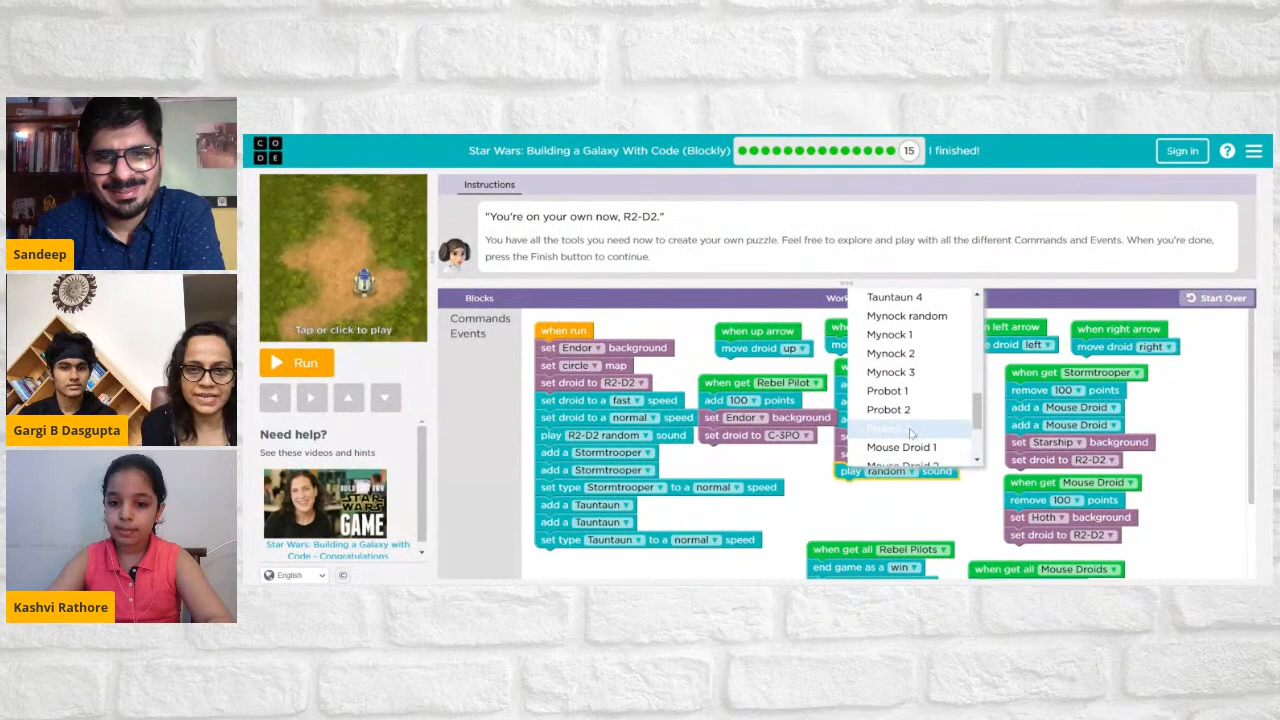 Sandeep
Gargi B Dasgupta
Kashvi Rathore
C O
D E
Star Wars: Building a Galaxy With Code (Blockly)
15
I finished!
Sign in
?
Instructions
"You're on your own now, R2-D2."
You have all the tools you need now to create your own puzzle. Feel free to explore and play with all the different Commands and Events. When you're done,
press the Finish button to continue.
Tap or click to play
Run
Need help?
See these videos and hints
BUILD MY OWN
STAR WARS
GAME
Star Wars: Building a Galaxy with
Code - Congratulations
English
©
Blocks
Start Over
Commands
Events
when run
set Endor background
set circle map
set droid to R2-D2
set droid to a fast speed
set droid to a normal speed
play R2-D2 random sound
add a Stormtrooper
add a Stormtrooper
set type Stormtrooper to a normal speed
add a Tauntaun
add a Tauntaun
set type Tauntaun to a normal speed
when up arrow
move droid up
when get Rebel Pilot
add 100 points
set Endor background
set droid to C-3PO
Tauntaun 4
Mynock random
Mynock 1
Mynock 2
Mynock 3
Probot 1
Probot 2
Mouse Droid 1
Mouse Droid 2
play random sound
left arrow
droid left
when right arrow
move droid right
when get Stormtrooper
remove 100 points
add a Mouse Droid
add a Mouse Droid
set Starship background
set droid to R2-D2
when get Mouse Droid
remove 100 points
set Hoth background
set droid to R2-D2
when get all Rebel Pilots
end game as a win
when get all Mouse Droids